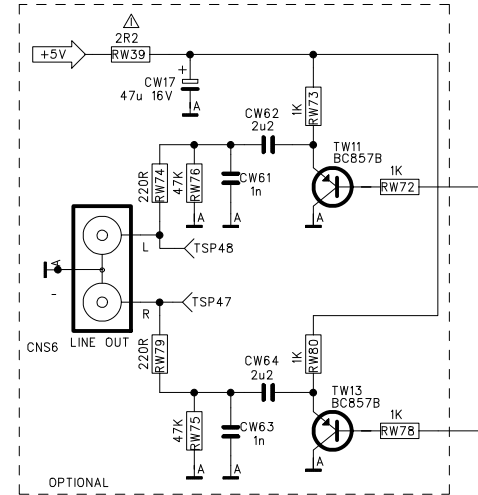 2R2
+5V
RW39
+
CW17
47u 16V
A
1K
RW73
CW62
2u2
TW11
BC857B
1K
RW72
220R
RW74
47K
RW76
CW61
1n
A
A
A
L
TSP48
A
-
R
TSP47
CNS6
LINE OUT
220R
RW79
CW64
2u2
1K
RW80
TW13
BC857B
1K
RW78
47K
RW75
CW63
1n
A
A
A
OPTIONAL